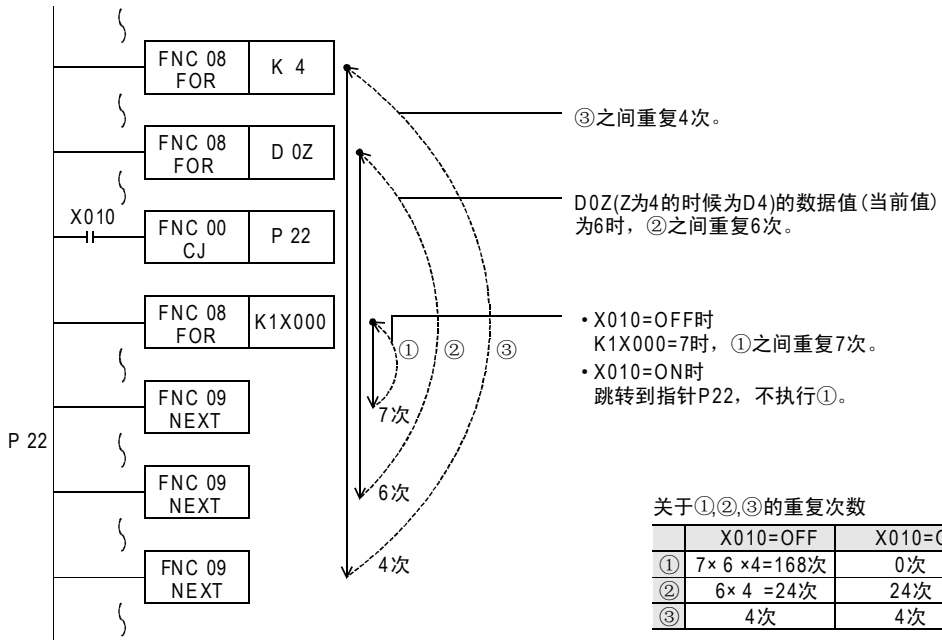 FNC 08 K 4
FOR
③之间重复4次。
FNC 08 D 0Z
FOR
D0Z(Z为4的时候为D4)的数据值(当前值)
为6时，②之间重复6次。
X010
FNC 00 P 22
CJ
FNC 08 K1X000
FOR
① ② ③
•X010=OFF时
K1X000=7时，①之间重复7次。
•X010=ON时
跳转到指针P22，不执行①。
FNC 09
NEXT
7次
P 22
FNC 09
NEXT
6次
FNC 09
NEXT
4次
关于①,②,③的重复次数
X010=OFF X010=
① 7×6×4=168次 0次
② 6×4 =24次 24次
③ 4次 4次